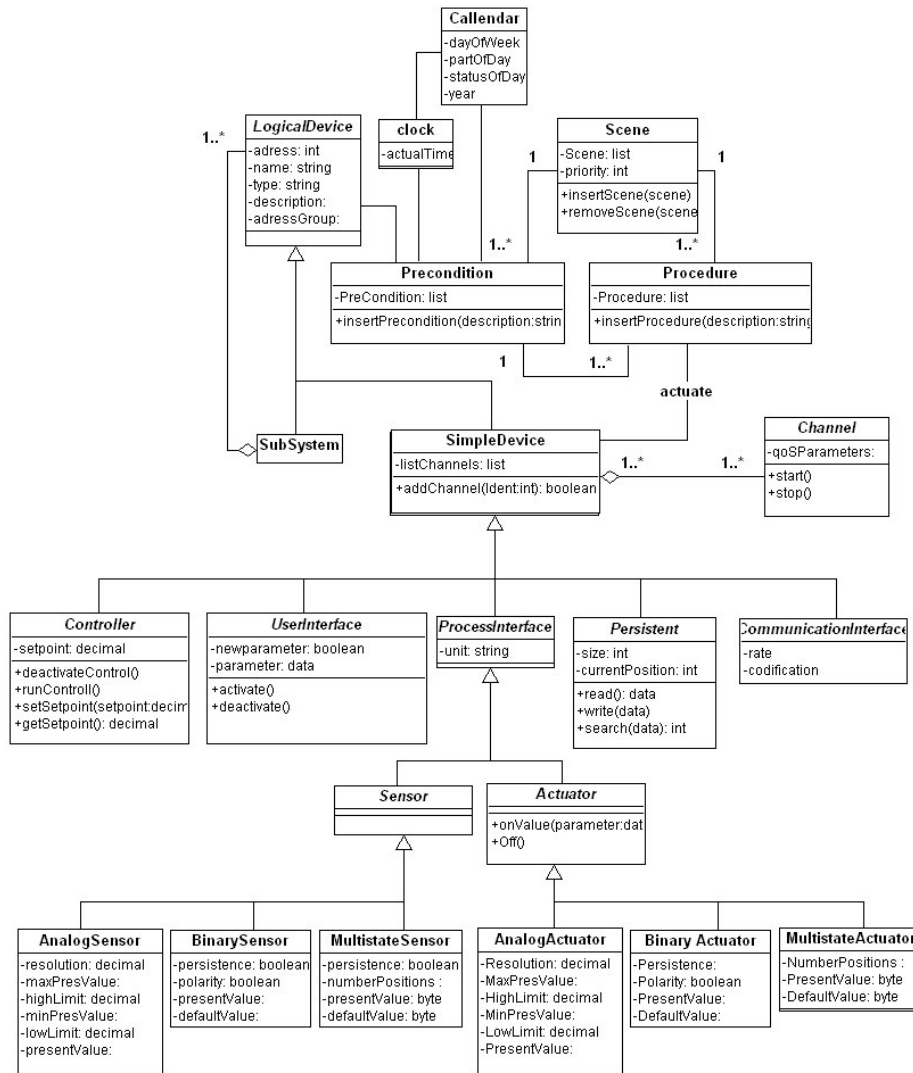 Callendar
-dayOfWeek
-partOfDay
-statusOfDay
-year
LogicalDevice
-adress: int
-name: string
-type: string
-description:
-adressGroup:
1..*
clock
-actualTime
Scene
-Scene: list
-priority: int
+insertScene(scene)
+removeScene(scene
1
1
1..*
1..*
Precondition
-PreCondition: list
+insertPrecondition(description:strin
Procedure
-Procedure: list
+insertProcedure(description:string
1
1..*
actuate
SubSystem
SimpleDevice
-listChannels: list
+addChannel(Ident:int): boolean
1..*
1..*
Channel
-qoSParameters:
+start()
+stop()
Controller
-setpoint: decimal
+deactivateControl()
+runControll()
+setSetpoint(setpoint:decim
+getSetpoint(): decimal
UserInterface
-newparameter: boolean
-parameter: data
+activate()
+deactivate()
ProcessInterface
-unit: string
Persistent
-size: int
-currentPosition: int
+read(): data
+write(data)
+search(data): int
CommunicationInterface
-rate
-codification
Sensor
Actuator
+onValue(parameter:dat
+Off()
AnalogSensor
-resolution: decimal
-maxPresValue:
-highLimit: decimal
-minPresValue:
-lowLimit: decimal
-presentValue:
BinarySensor
-persistence: boolean
-polarity: boolean
-presentValue:
-defaultValue:
MultistateSensor
-persistence: boolean
-numberPositions :
-presentValue: byte
-defaultValue: byte
AnalogActuator
-Resolution: decimal
-MaxPresValue:
-HighLimit: decimal
-MinPresValue:
-LowLimit: decimal
-PresentValue:
Binary Actuator
-Persistence:
-Polarity: boolean
-PresentValue:
-DefaultValue:
MultistateActuator
-NumberPositions :
-PresentValue: byte
-DefaultValue: byte